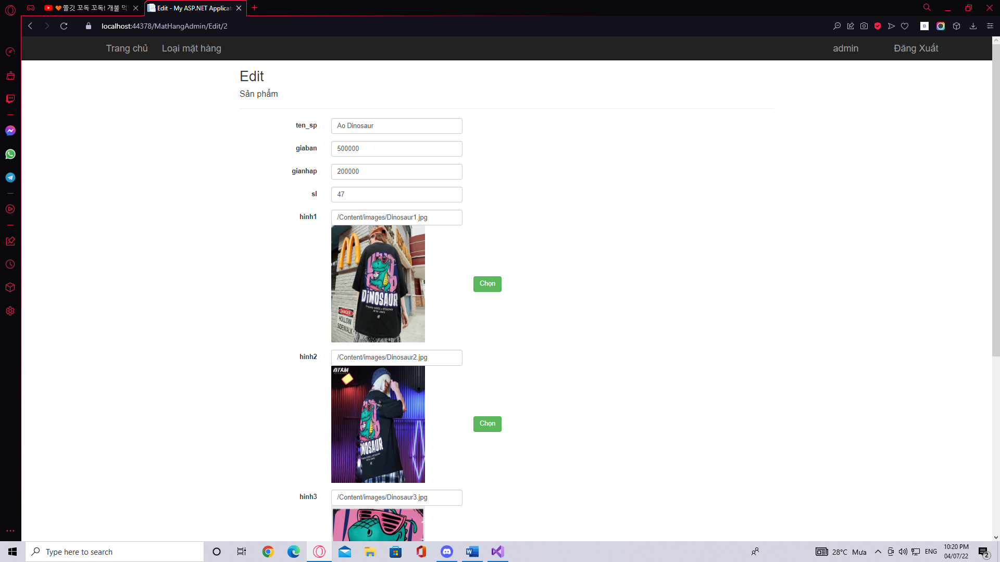 ❤쫄깃 꼬독 꼬독! 개불 먹
Edit - My ASP.NET Applicat
localhost:44378/MatHangAdmin/Edit/2
Trang chủ
Loại mặt hàng
admin
Đăng Xuất
Edit
Sản phẩm
ten_sp
Ao Dinosaur
giaban
500000
gianhap
200000
sl
47
hinh1
/Content/images/Dinosaur1.jpg
DINOSAUR
DANGER
HOLLOW
SIDEWALK
Chọn
hinh2
/Content/images/Dinosaur2.jpg
INOSAUR
Chọn
hinh3
/Content/images/Dinosaur3.jpg
Type here to search
28°C Mưa
ENG
10:20 PM
04/07/22
2